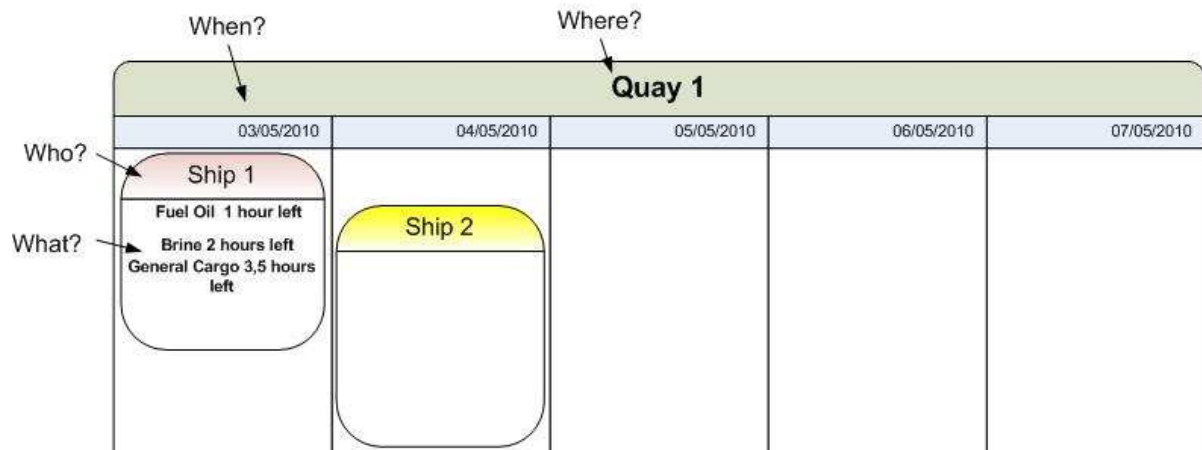 When?
Where?
Quay 1
03/05/2010
04/05/2010
05/05/2010
06/05/2010
07/05/2010
Who?
Ship 1
Fuel Oil 1 hour left
What?
Brine 2 hours left
General Cargo 3,5 hours
left
Ship 2